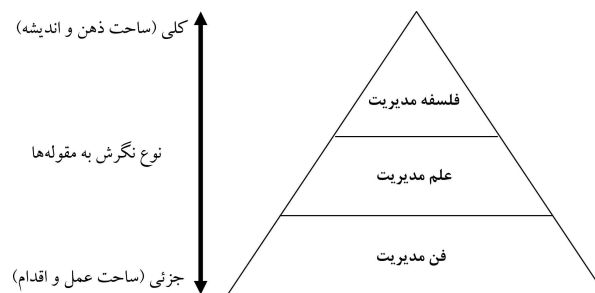 کلی (ساحت ذهن و اندیشه)
فلسفه مدیریت
نوع نگرش به مقوله‌ها
علم مدیریت
فن مدیریت
جزئی (ساحت عمل و اقدام)